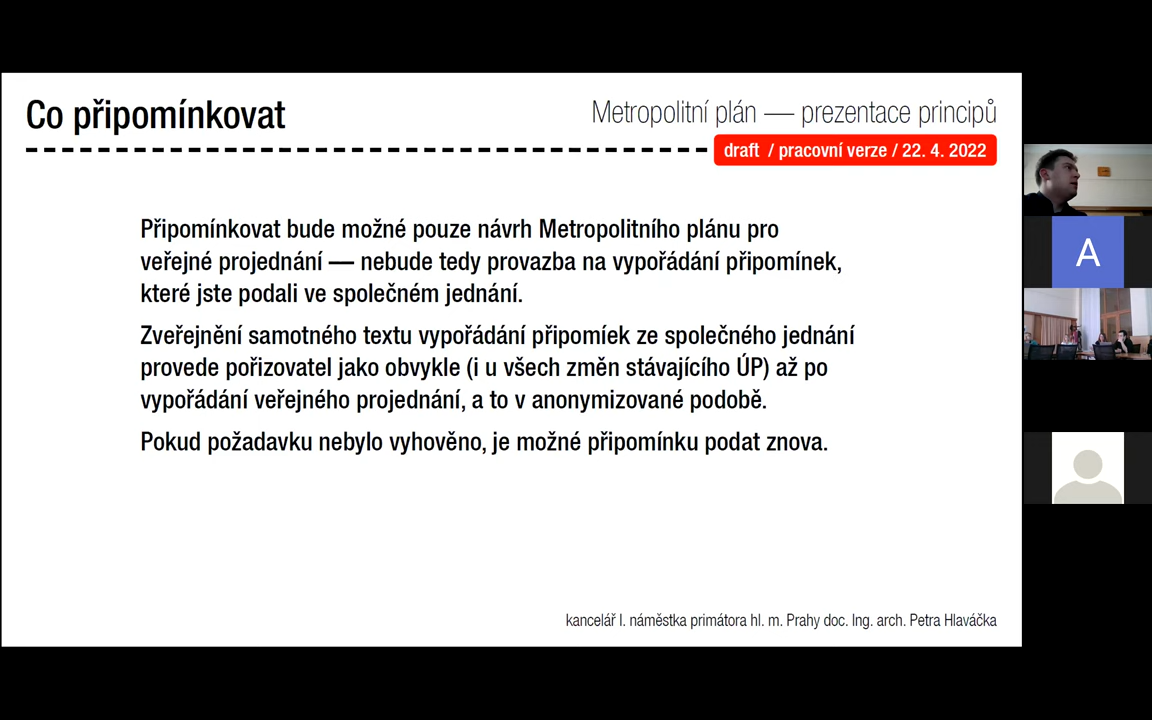 Co připomínkovat
Metropolitní plán — prezentace principů
draft / pracovní verze / 22. 4. 2022
Připomínkovat bude možné pouze návrh Metropolitního plánu pro
veřejné projednání — nebude tedy provazba na vypořádání připomínek,
které jste podali ve společném jednání.
Zveřejnění samotného textu vypořádání připomíek ze společného jednání
provede pořizovatel jako obvykle (i u všech změn stávajícího ÚP) až po
vypořádání veřejného projednání, a to v anonymizované podobě.
Pokud požadavku nebylo vyhověno, je možné připomínku podat znova.
kancelář I. náměstka primátora hl. m. Prahy doc. Ing. arch. Petra Hlaváčka
A